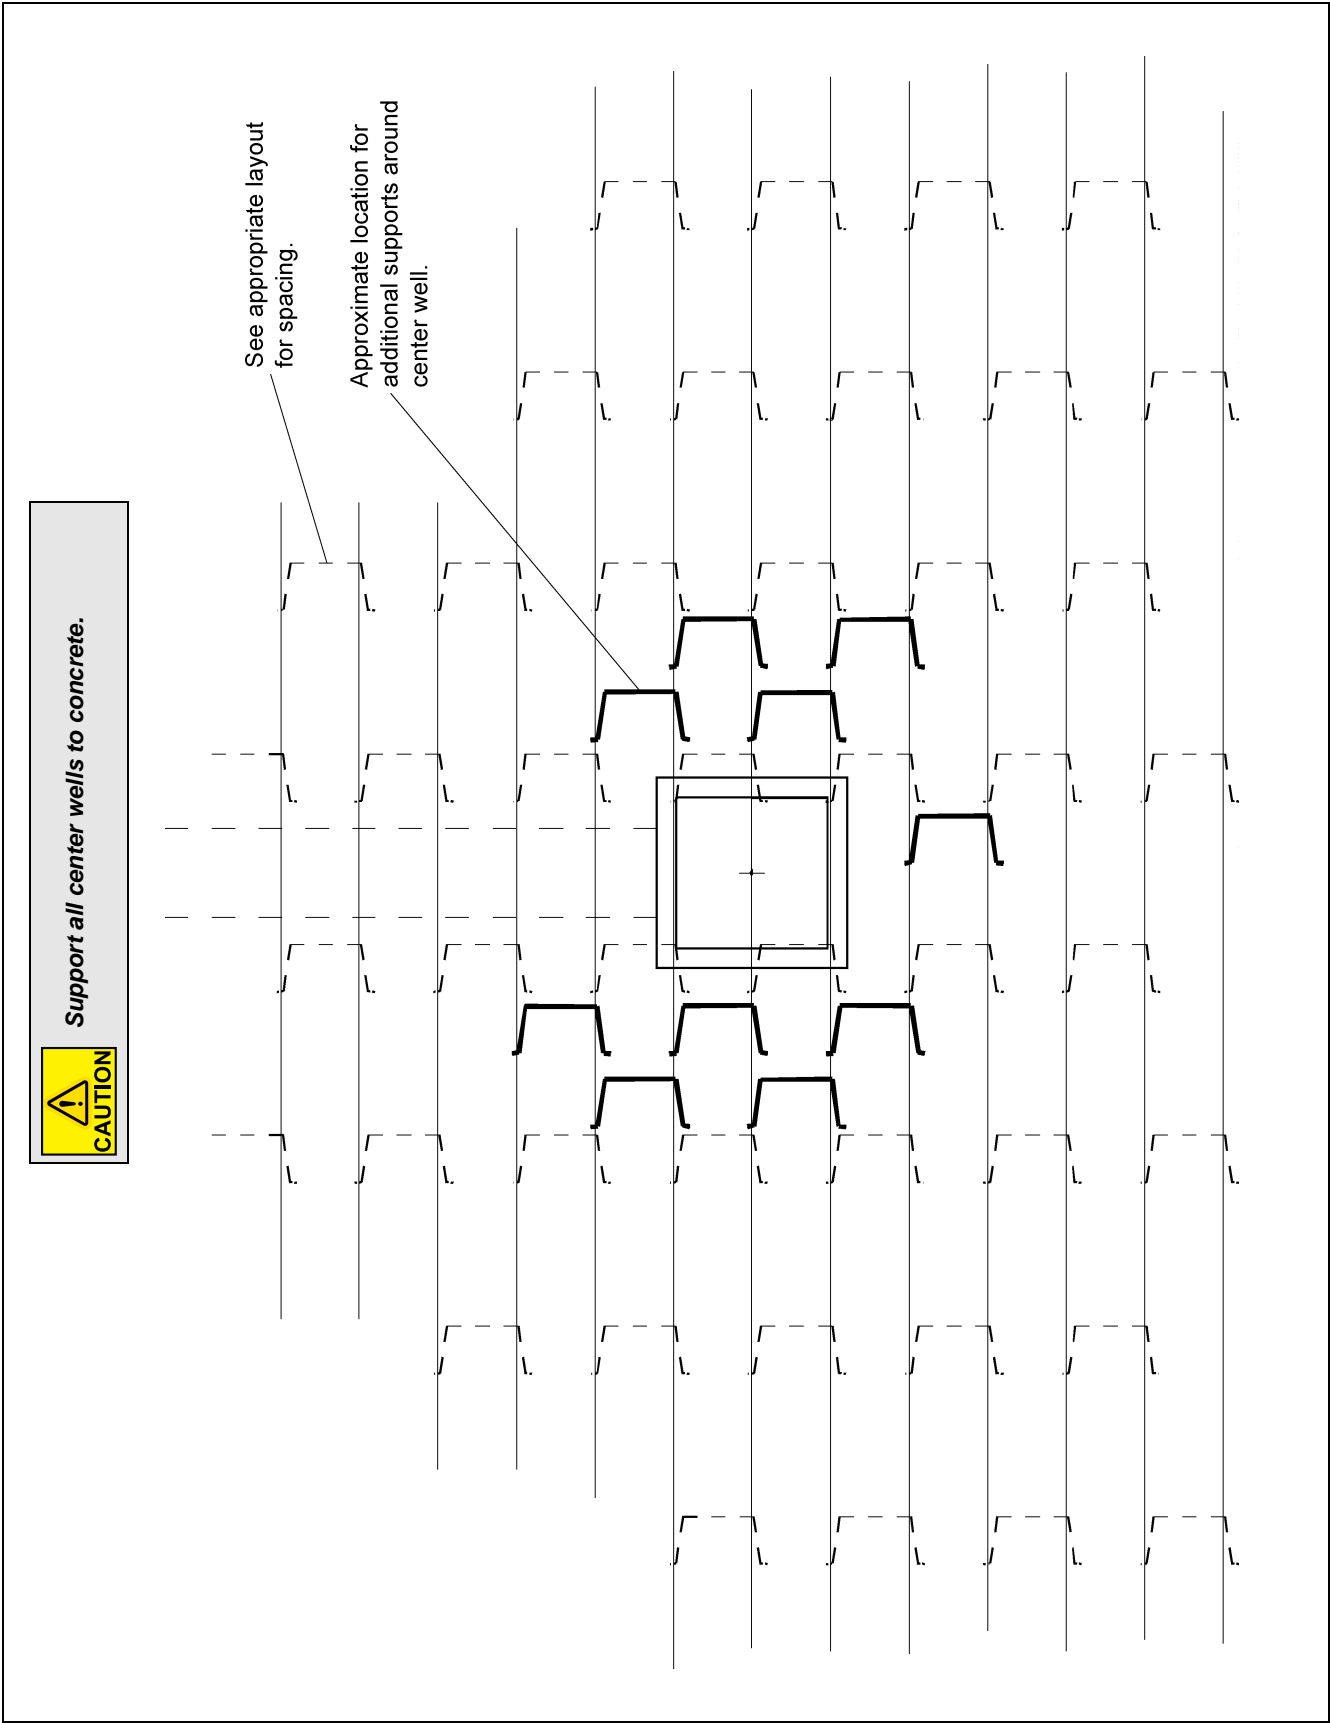 CAUTION
Support all center wells to concrete.
See appropriate layout
for spacing.
Approximate location for
additional supports around
center well.